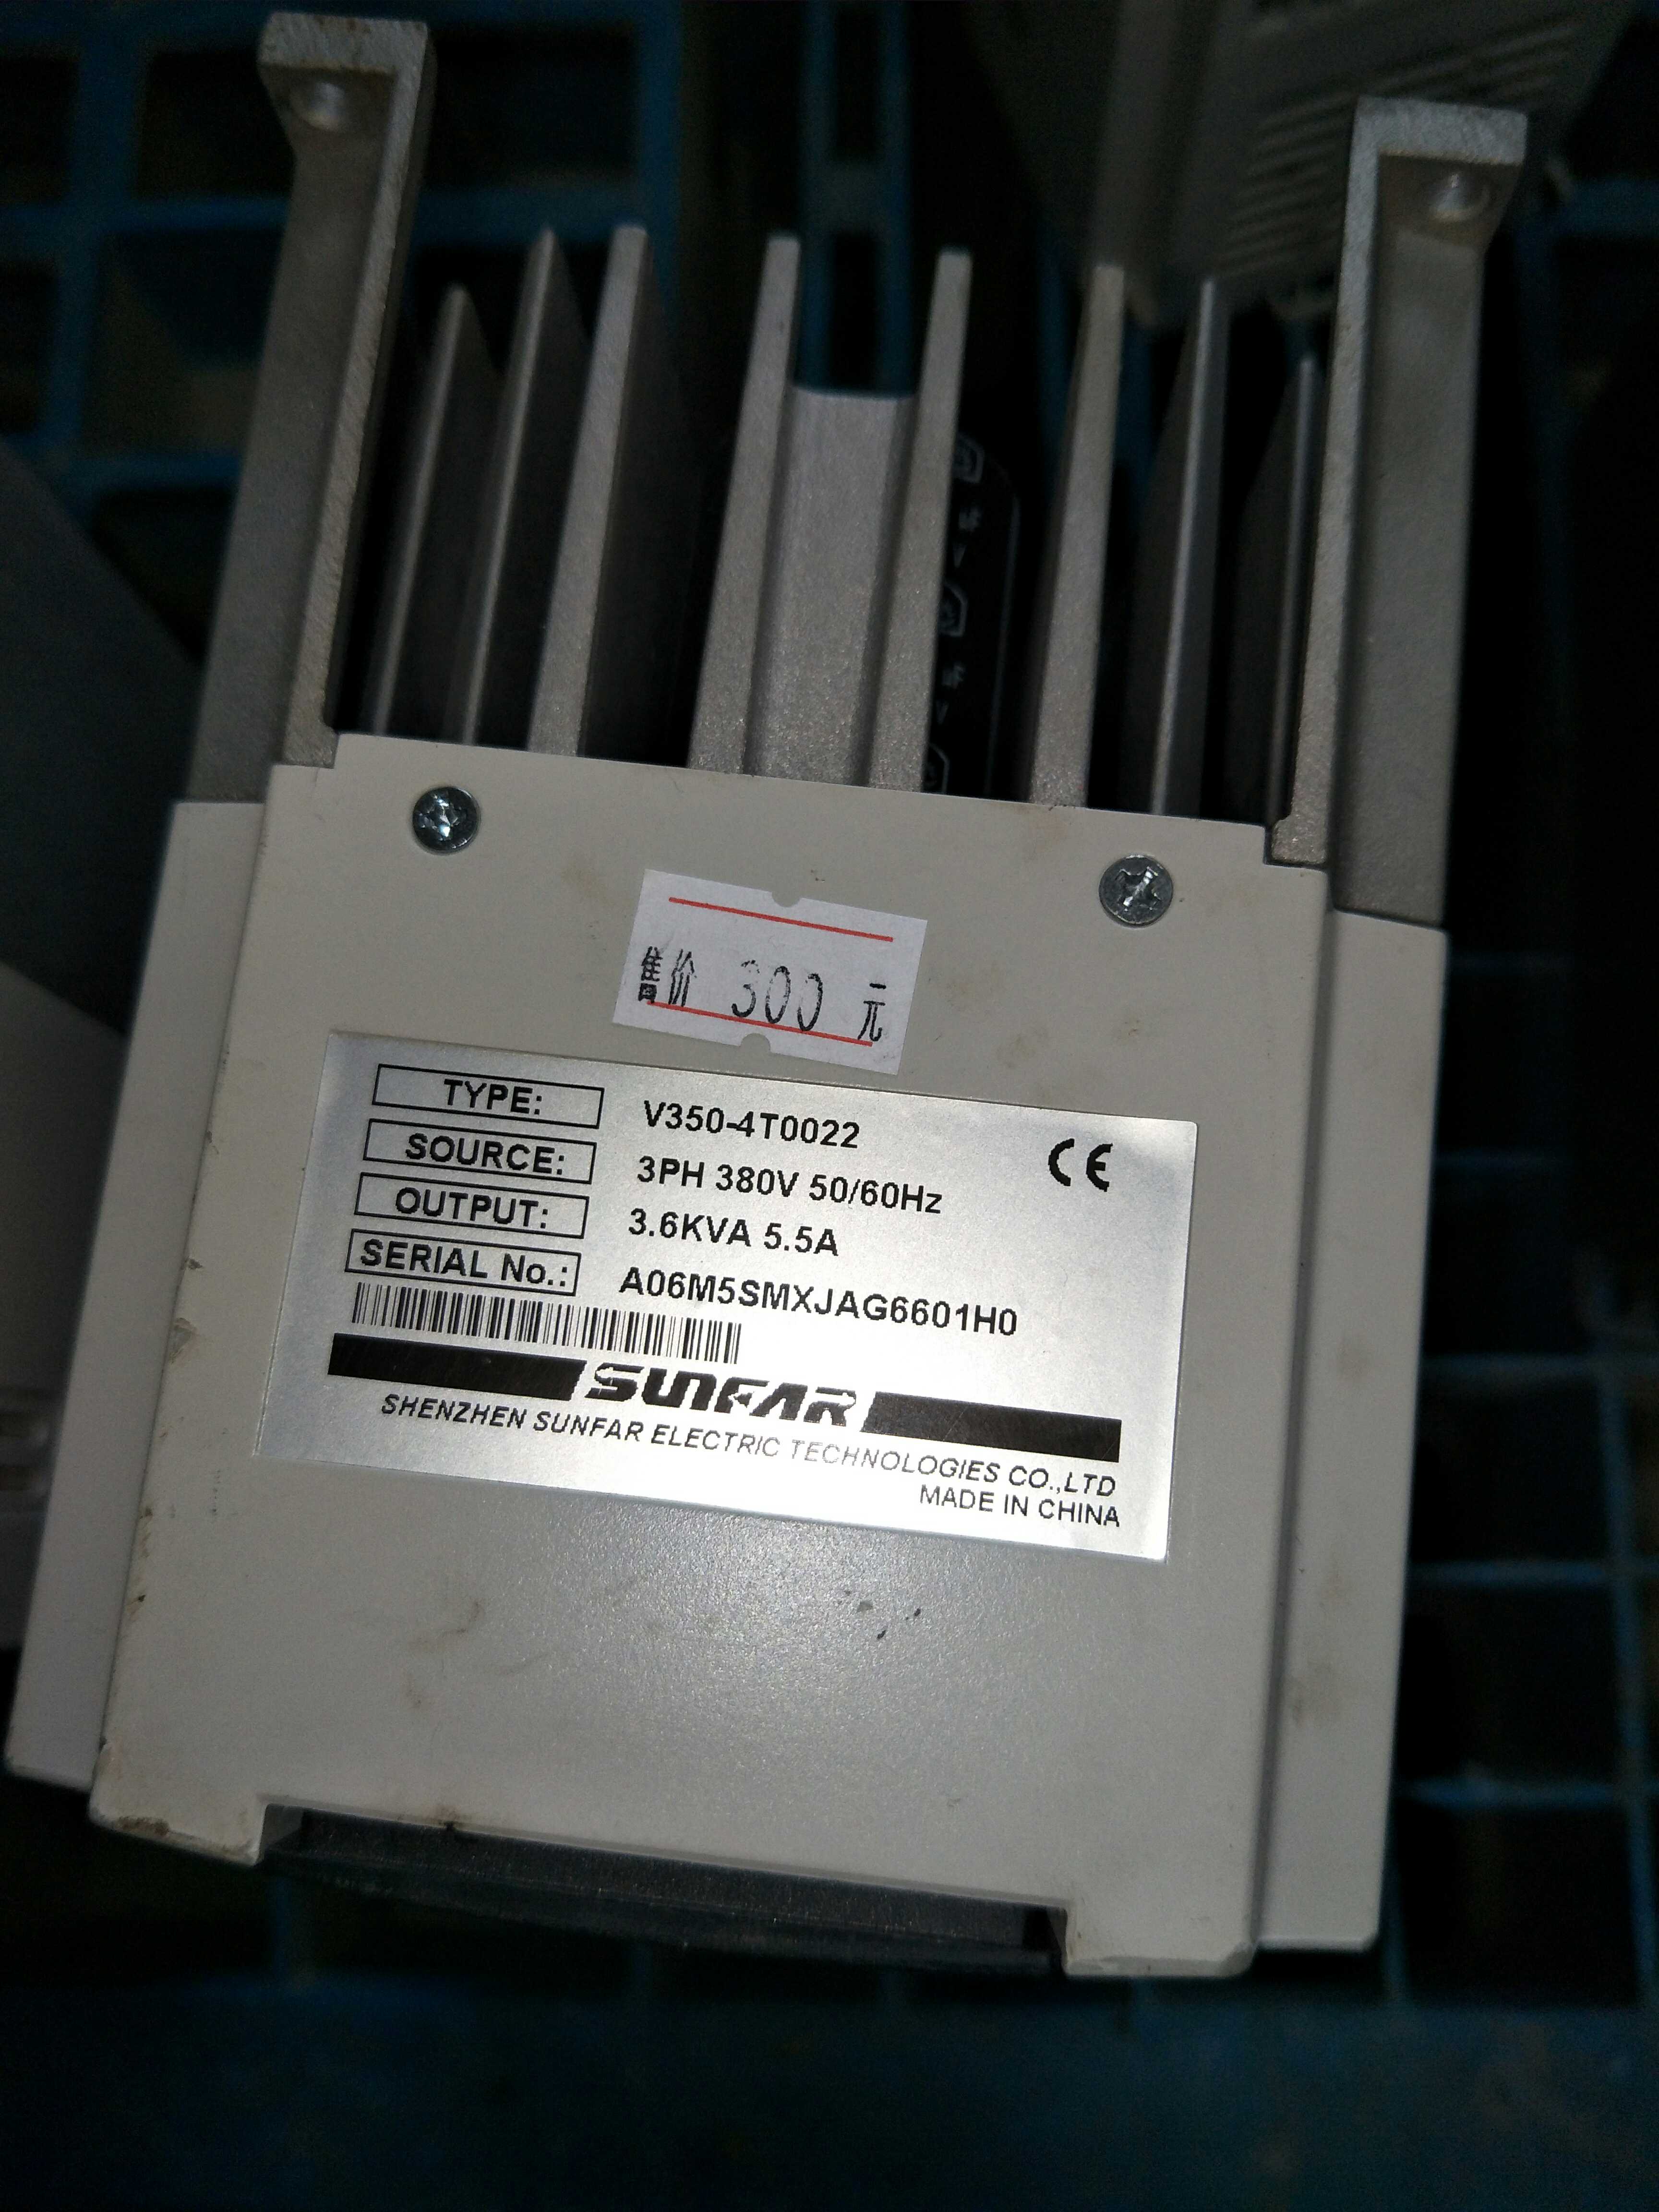 售价 300 元
TYPE: V350-4T0022
CE
SOURCE: 3PH 380V 50/60Hz
OUTPUT: 3.6KVA 5.5A
SERIAL No.: A06M5SMXJAG6601H0
SUNFAR
SHENZHEN SUNFAR ELECTRIC TECHNOLOGIES CO.,LTD
MADE IN CHINA